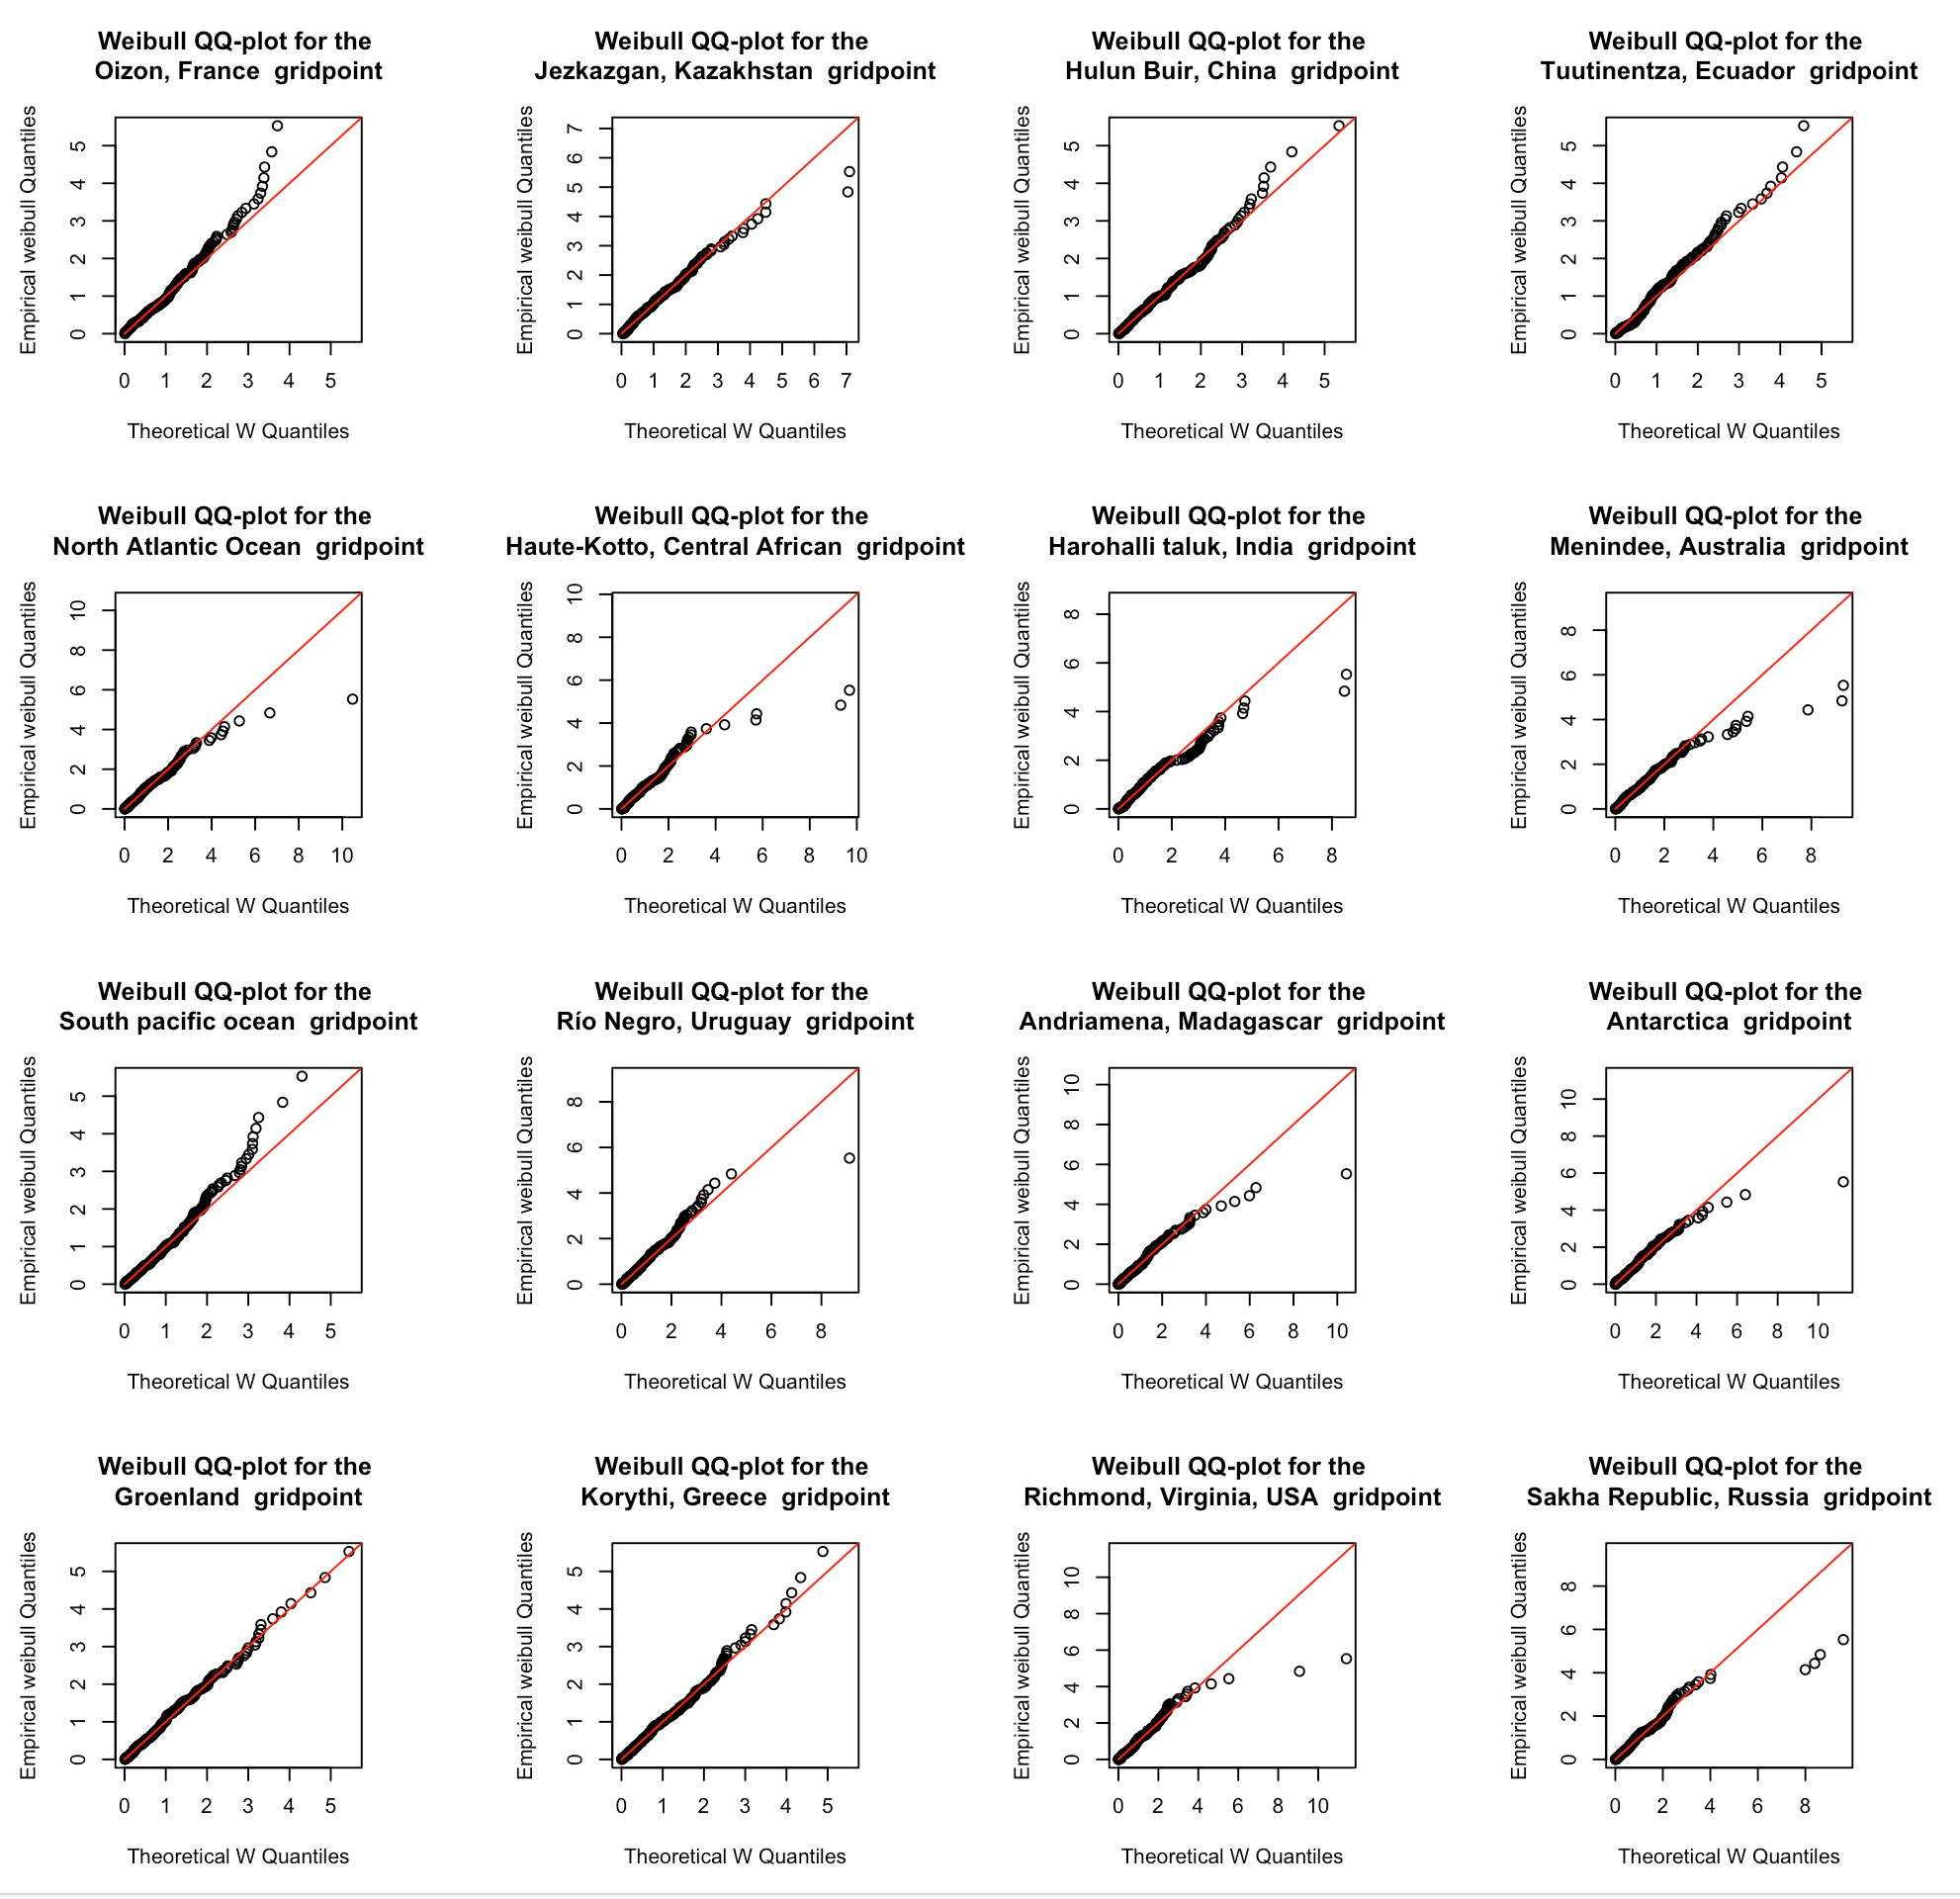 Weibull QQ-plot for the
Oizon, France gridpoint
Empirical weibull Quantiles
0 1 2 3 4 5
0 1 2 3 4 5
Theoretical W Quantiles
Weibull QQ-plot for the
Jezkazgan, Kazakhstan gridpoint
Empirical weibull Quantiles
0 1 2 3 4 5 6 7
0 1 2 3 4 5 6 7
Theoretical W Quantiles
Weibull QQ-plot for the
Hulun Buir, China gridpoint
Empirical weibull Quantiles
0 1 2 3 4 5
0 1 2 3 4 5
Theoretical W Quantiles
Weibull QQ-plot for the
Tuutinentza, Ecuador gridpoint
Empirical weibull Quantiles
0 1 2 3 4 5
0 1 2 3 4 5
Theoretical W Quantiles
Weibull QQ-plot for the
North Atlantic Ocean gridpoint
Empirical weibull Quantiles
0 2 4 6 8 10
0 2 4 6 8 10
Theoretical W Quantiles
Weibull QQ-plot for the
Haute-Kotto, Central African gridpoint
Empirical weibull Quantiles
0 2 4 6 8 10
0 2 4 6 8 10
Theoretical W Quantiles
Weibull QQ-plot for the
Harohalli taluk, India gridpoint
Empirical weibull Quantiles
0 2 4 6 8
0 2 4 6 8
Theoretical W Quantiles
Weibull QQ-plot for the
Menindee, Australia gridpoint
Empirical weibull Quantiles
0 2 4 6 8
0 2 4 6 8
Theoretical W Quantiles
Weibull QQ-plot for the
South pacific ocean gridpoint
Empirical weibull Quantiles
0 1 2 3 4 5
0 1 2 3 4 5
Theoretical W Quantiles
Weibull QQ-plot for the
Río Negro, Uruguay gridpoint
Empirical weibull Quantiles
0 2 4 6 8
0 2 4 6 8
Theoretical W Quantiles
Weibull QQ-plot for the
Andriamena, Madagascar gridpoint
Empirical weibull Quantiles
0 2 4 6 8 10
0 2 4 6 8 10
Theoretical W Quantiles
Weibull QQ-plot for the
Antarctica gridpoint
Empirical weibull Quantiles
0 2 4 6 8 10
0 2 4 6 8 10
Theoretical W Quantiles
Weibull QQ-plot for the
Groenland gridpoint
Empirical weibull Quantiles
0 1 2 3 4 5
0 1 2 3 4 5
Theoretical W Quantiles
Weibull QQ-plot for the
Korythi, Greece gridpoint
Empirical weibull Quantiles
0 1 2 3 4 5
0 1 2 3 4 5
Theoretical W Quantiles
Weibull QQ-plot for the
Richmond, Virginia, USA gridpoint
Empirical weibull Quantiles
0 2 4 6 8 10
0 2 4 6 8 10
Theoretical W Quantiles
Weibull QQ-plot for the
Sakha Republic, Russia gridpoint
Empirical weibull Quantiles
0 2 4 6 8
0 2 4 6 8
Theoretical W Quantiles